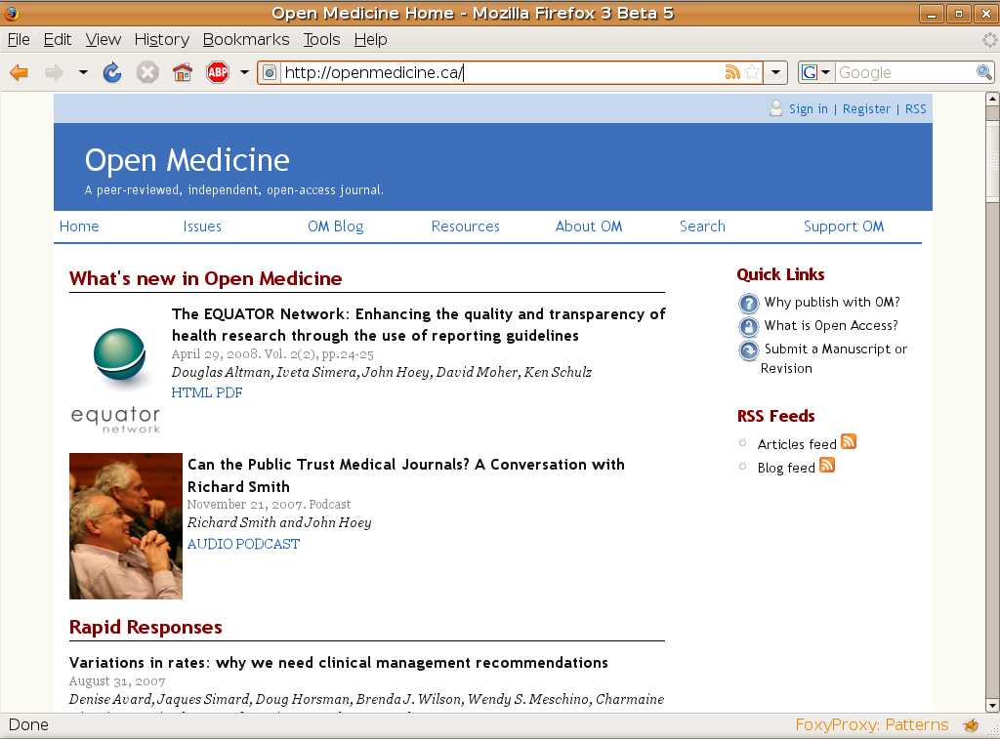 Open Medicine Home - Mozilla Firefox 3 Beta 5
File Edit View History Bookmarks Tools Help
ABP http://openmedicine.ca/ G Google
Sign in | Register | RSS
Open Medicine
A peer-reviewed, independent, open-access journal.
Home Issues OM Blog Resources About OM Search Support OM
What's new in Open Medicine
The EQUATOR Network: Enhancing the quality and transparency of
health research through the use of reporting guidelines
April 29, 2008. Vol. 2(2), pp.24-25
Douglas Altman, Iveta Simera, John Hoey, David Moher, Ken Schulz
HTML PDF
equator
network
Can the Public Trust Medical Journals? A Conversation with
Richard Smith
November 21, 2007. Podcast
Richard Smith and John Hoey
AUDIO PODCAST
Rapid Responses
Variations in rates: why we need clinical management recommendations
August 31, 2007
Denise Avard, Jaques Simard, Doug Horsman, Brenda J. Wilson, Wendy S. Meschino, Charmaine
Quick Links
Why publish with OM?
What is Open Access?
Submit a Manuscript or
Revision
RSS Feeds
Articles feed
Blog feed
Done FoxyProxy: Patterns